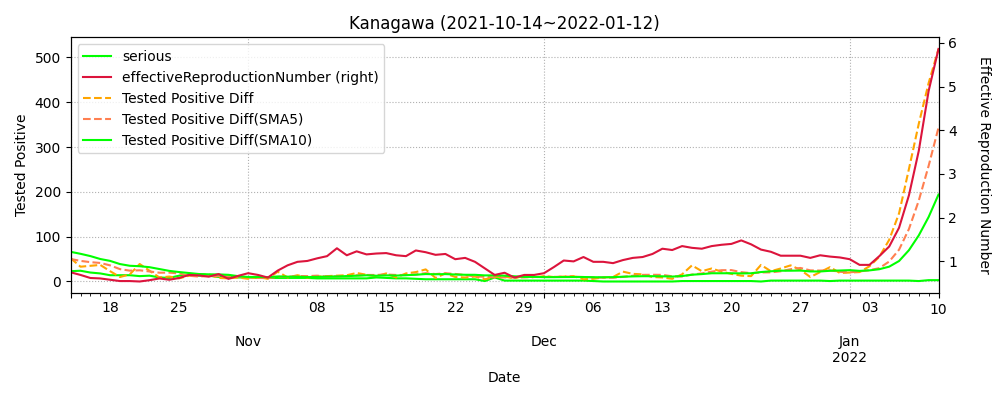 Kanagawa (2021-10-14~2022-01-12)
serious
effectiveReproductionNumber (right)
Tested Positive Diff
Tested Positive Diff(SMA5)
Tested Positive Diff(SMA10)
Tested Positive
500
400
300
200
100
0
6
5
4
3
2
1
Effective Reproduction Number
18 25 08 15 22 29 06 13 20 27 03 10
Nov Dec Jan
2022
Date